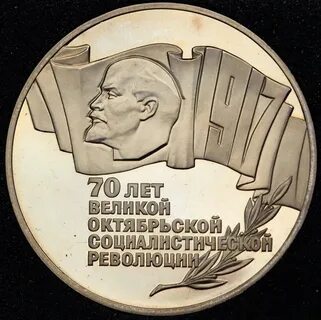 1917
70 ЛЕТ
ВЕЛИКОЙ
ОКТЯБРЬСКОЙ
СОЦИАЛИСТИЧЕСКОЙ
РЕВОЛЮЦИИ